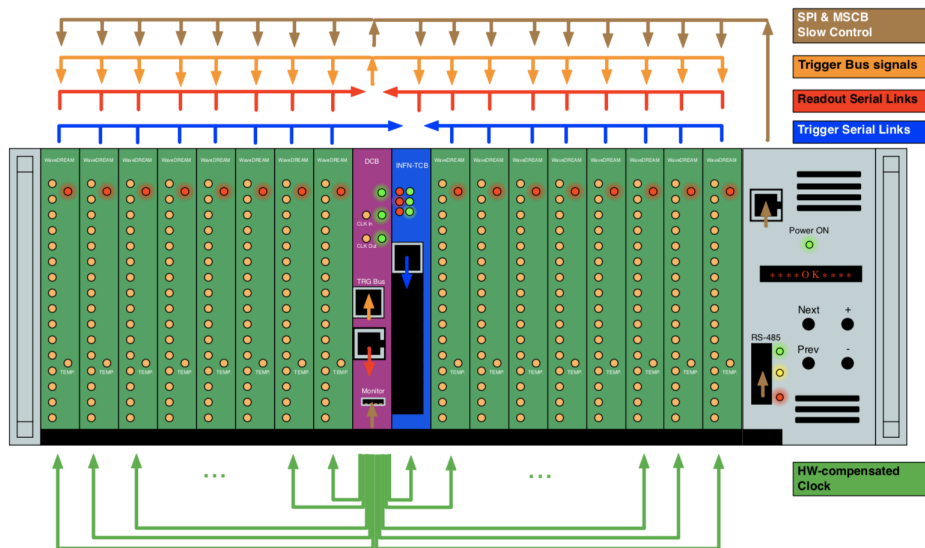 SPI & MSCB
Slow Control
Trigger Bus signals
Readout Serial Links
Trigger Serial Links
WaveDREAM WaveDREAM WaveDREAM WaveDREAM WaveDREAM WaveDREAM WaveDREAM WaveDREAM DCB INFN-TCB WaveDREAM WaveDREAM WaveDREAM WaveDREAM WaveDREAM WaveDREAM WaveDREAM WaveDREAM
CLK In
Power ON
CLK Out
****OK****
TRG Bus
Next +
RS-485
Prev -
TEMP. TEMP. TEMP. TEMP. TEMP. TEMP. TEMP. TEMP. TEMP. TEMP. TEMP. TEMP. TEMP. TEMP. TEMP. TEMP.
Monitor
... ...
HW-compensated
Clock